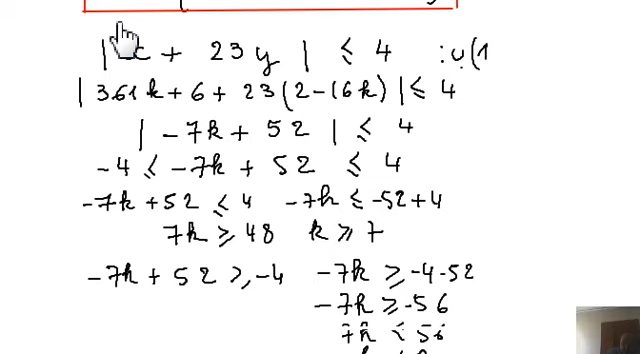 + 23y | ≤ 4
| 361k + 6 + 23(2-16k) | ≤ 4
| -7k + 52 | ≤ 4
-4 ≤ -7k + 52 ≤ 4
-7k + 52 ≤ 4 -7k ≤ -52+4
7k ≥ 48 k ≥ 7
-7k + 52 ≥ -4 -7k ≥ -4-52
-7k ≥ -56
7k ≤ 56